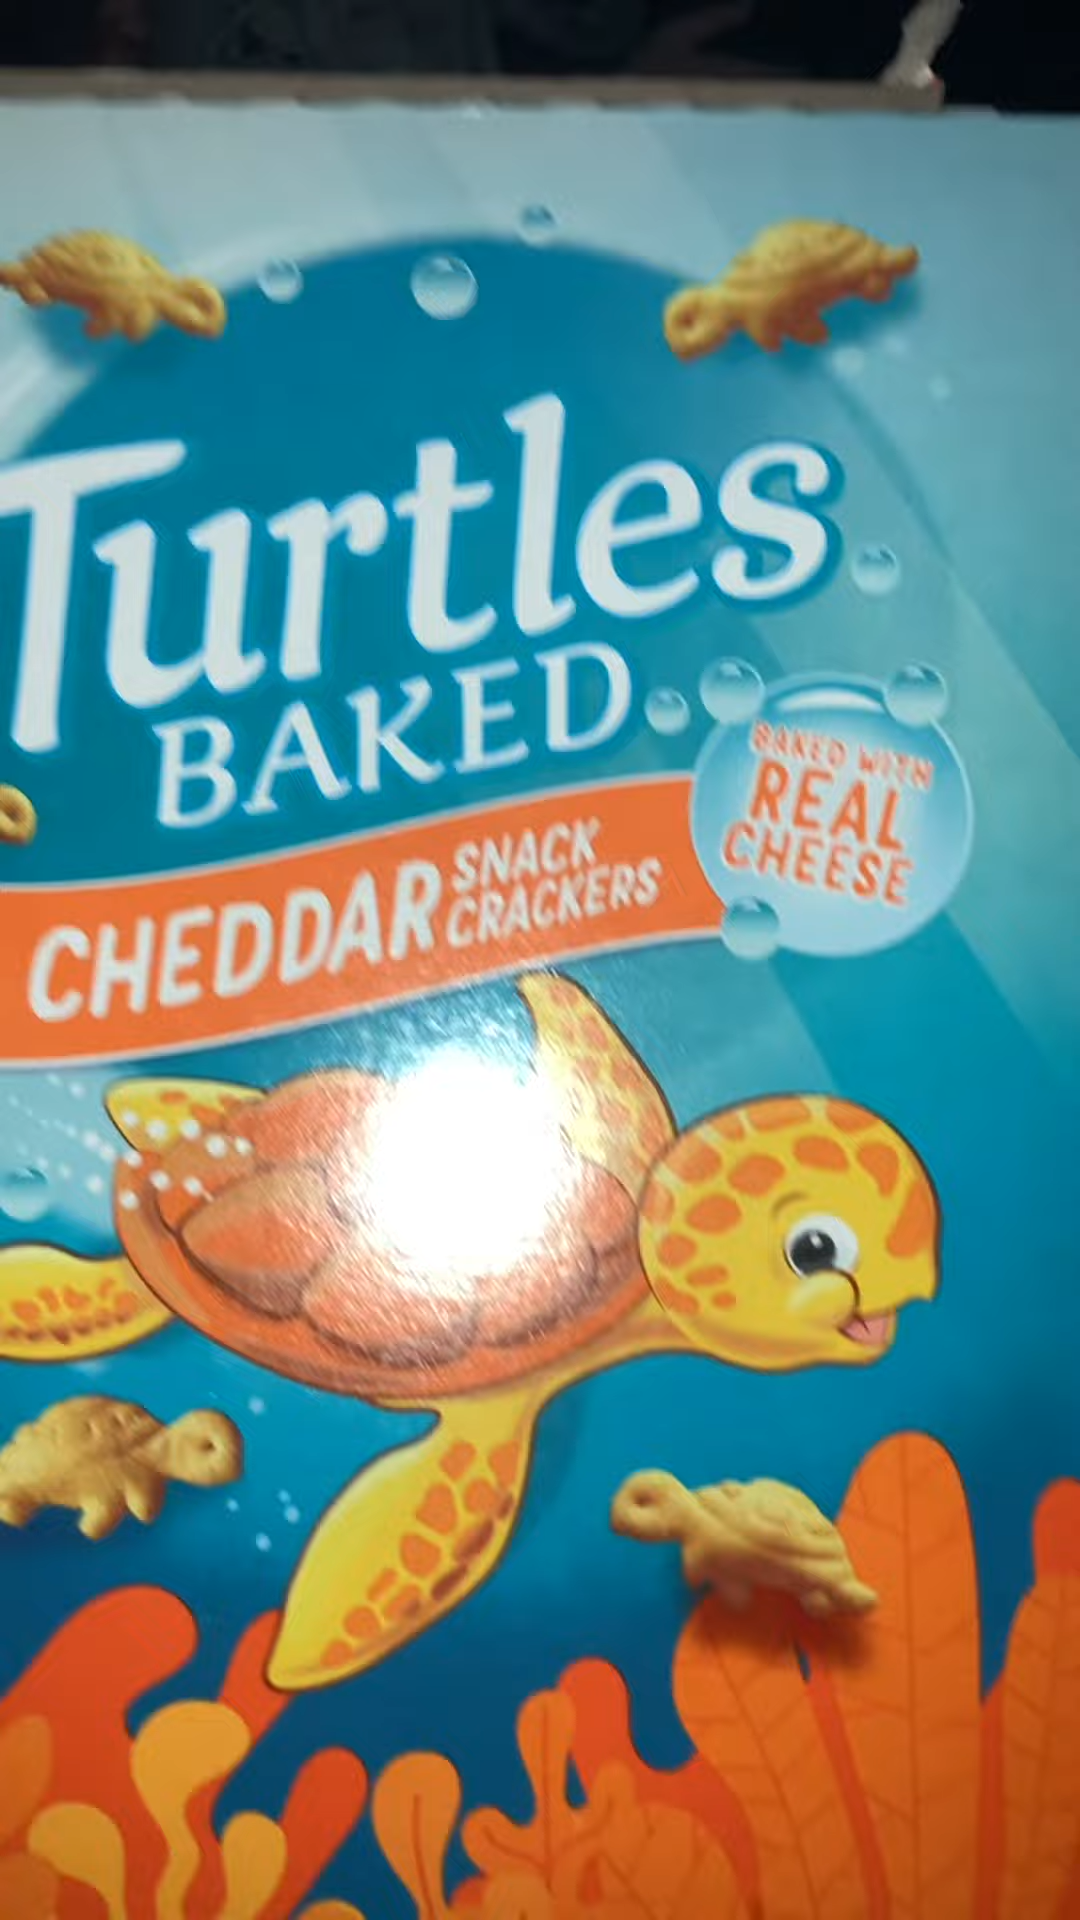 Turtles
BAKED
CHEDDAR SNACK
CRACKERS
BAKED WITH
REAL
CHEESE